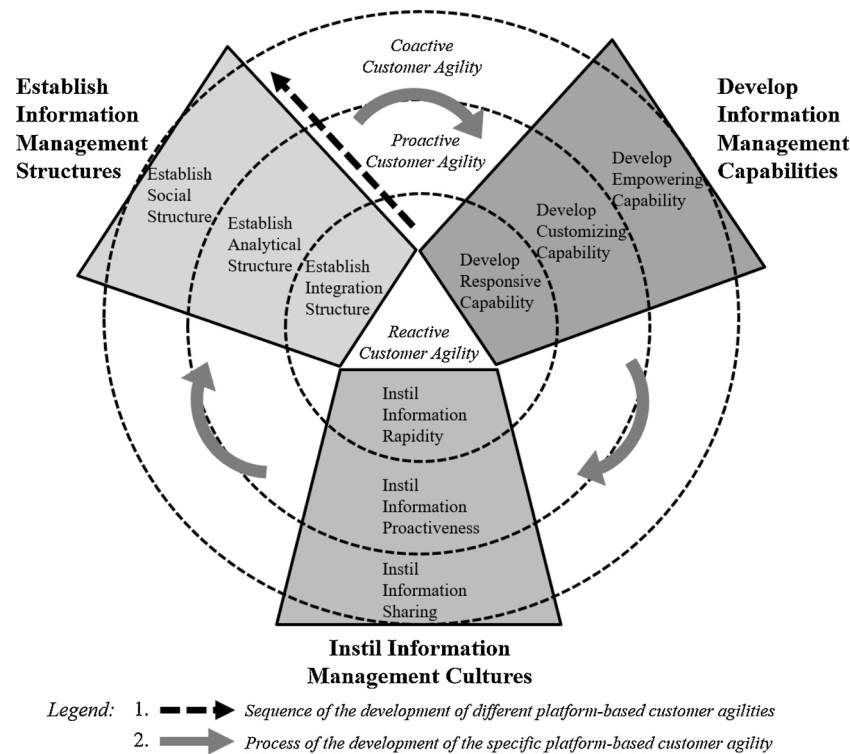 Coactive
Customer Agility
Establish
Information
Management
Structures
Develop
Information
Management
Capabilities
Proactive
Customer Agility
Establish
Social
Structure
Develop
Empowering
Capability
Establish
Analytical
Structure
Develop
Customizing
Capability
Establish
Integration
Structure
Develop
Responsive
Capability
Reactive
Customer Agility
Instil
Information
Rapidity
Instil
Information
Proactiveness
Instil
Information
Sharing
Instil Information
Management Cultures
Legend: 1. Sequence of the development of different platform-based customer agilities
2. Process of the development of the specific platform-based customer agility